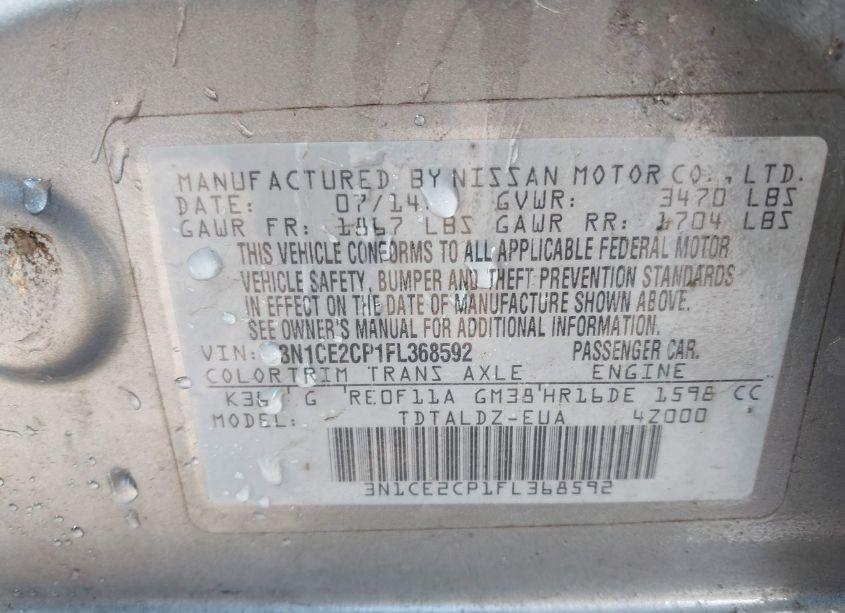 MANUFACTURED BY NISSAN MOTOR CO., LTD.
DATE: 07/14 GVWR: 3470 LBS
GAWR FR: 1867 LBS GAWR RR: 1704 LBS
THIS VEHICLE CONFORMS TO ALL APPLICABLE FEDERAL MOTOR
VEHICLE SAFETY, BUMPER AND THEFT PREVENTION STANDARDS
IN EFFECT ON THE DATE OF MANUFACTURE SHOWN ABOVE.
SEE OWNER'S MANUAL FOR ADDITIONAL INFORMATION.
VIN: 3N1CE2CP1FL368592 PASSENGER CAR.
COLOR TRIM TRANS AXLE ENGINE
K36 G RE0F11A GM38 HR16DE 1598 CC
MODEL: TDTALDZ-EUA 4Z000
3N1CE2CP1FL368592